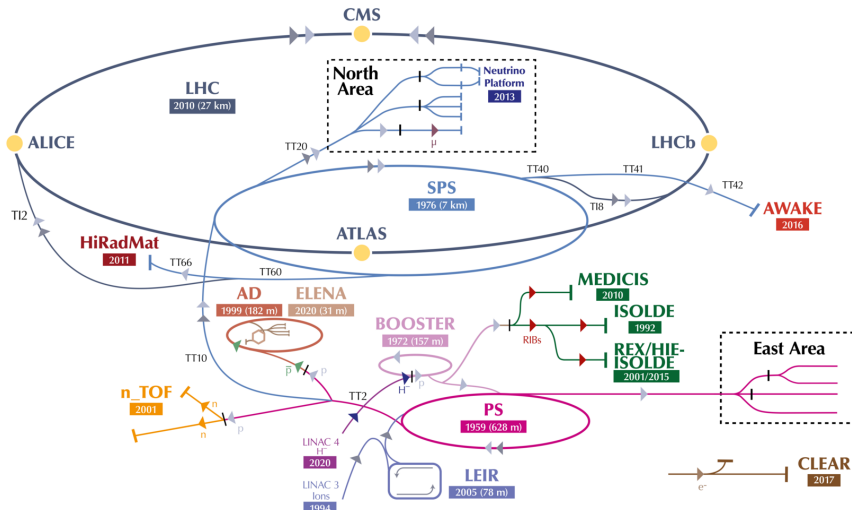 CMS
North
Area
Neutrino
Platform
2013
LHC
2010 (27 km)
μ
ALICE
LHCb
TT20
TT40
TT41
TT42
SPS
1976 (7 km)
TI8
TI2
AWAKE
2016
HiRadMat
2011
ATLAS
TT66
TT60
MEDICIS
2010
AD
1999 (182 m)
ELENA
2020 (31 m)
ISOLDE
1992
BOOSTER
1972 (157 m)
RIBs
REX/HIE-
ISOLDE
2001/2015
East Area
TT10
p̅
p
p
H⁻
TT2
n_TOF
2001
n
n
p
PS
1959 (628 m)
LINAC 4
H⁻
2020
LINAC 3
Ions
1994
LEIR
2005 (78 m)
CLEAR
2017
e⁻